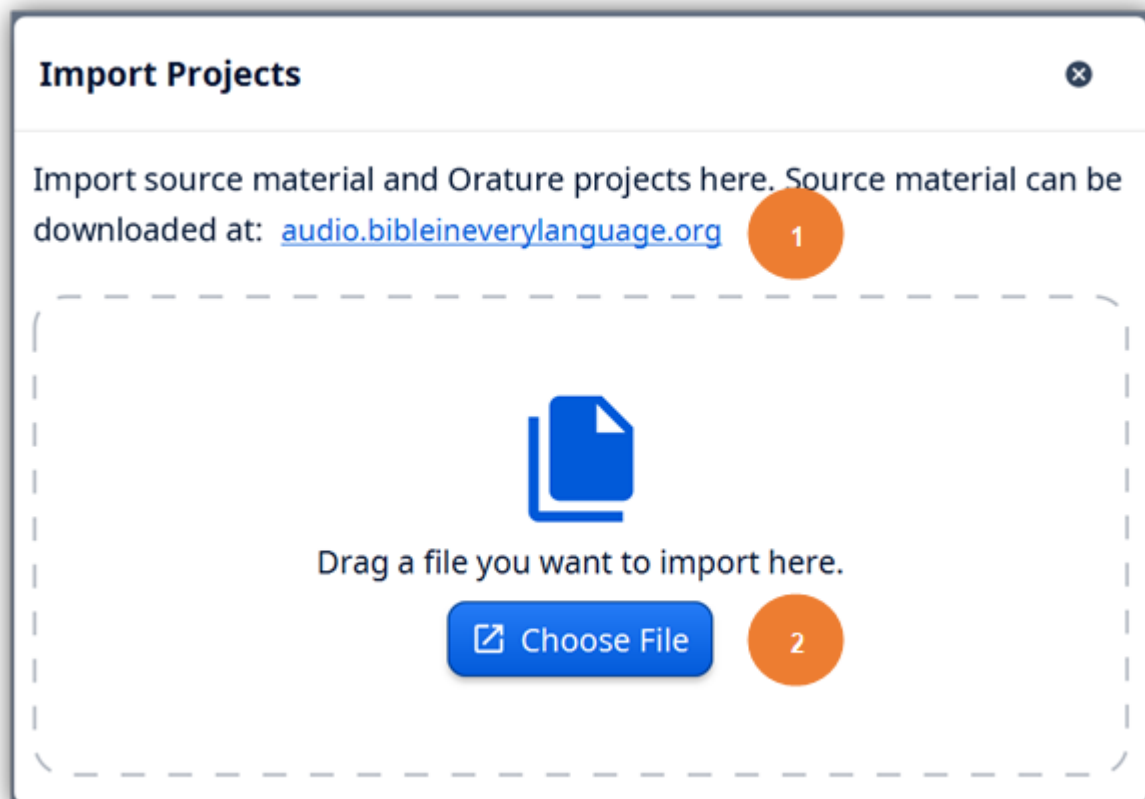 Import Projects
Import source material and Orature projects here. Source material can be
downloaded at: audio.bibleineverylanguage.org
1
Drag a file you want to import here.
Choose File
2